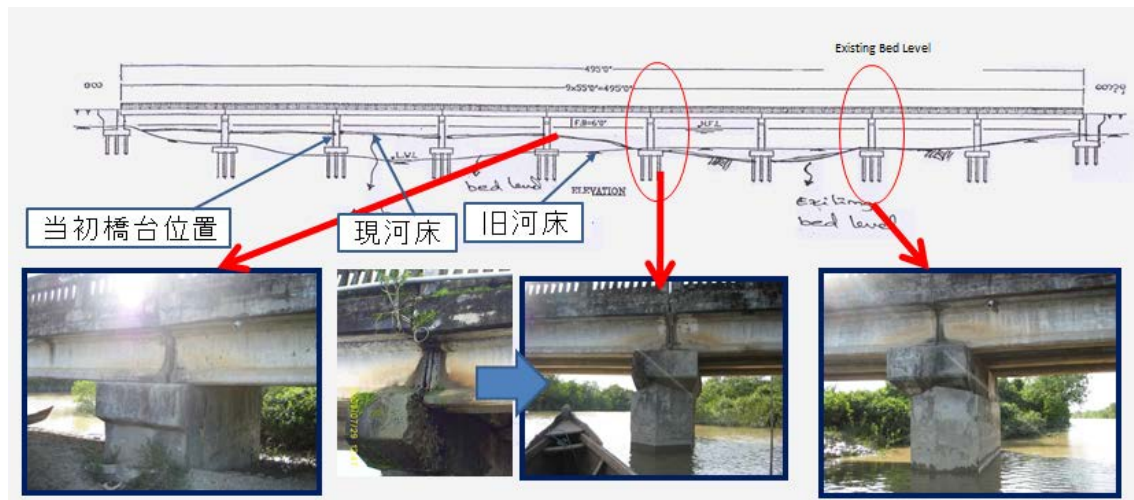 Existing Bed Level
495'0"
9x55'0"=495'0"
F.B=6'0"
H.F.L
L.W.L
bed level
ELEVATION
Existing
bed level
当初橋台位置
現河床
旧河床